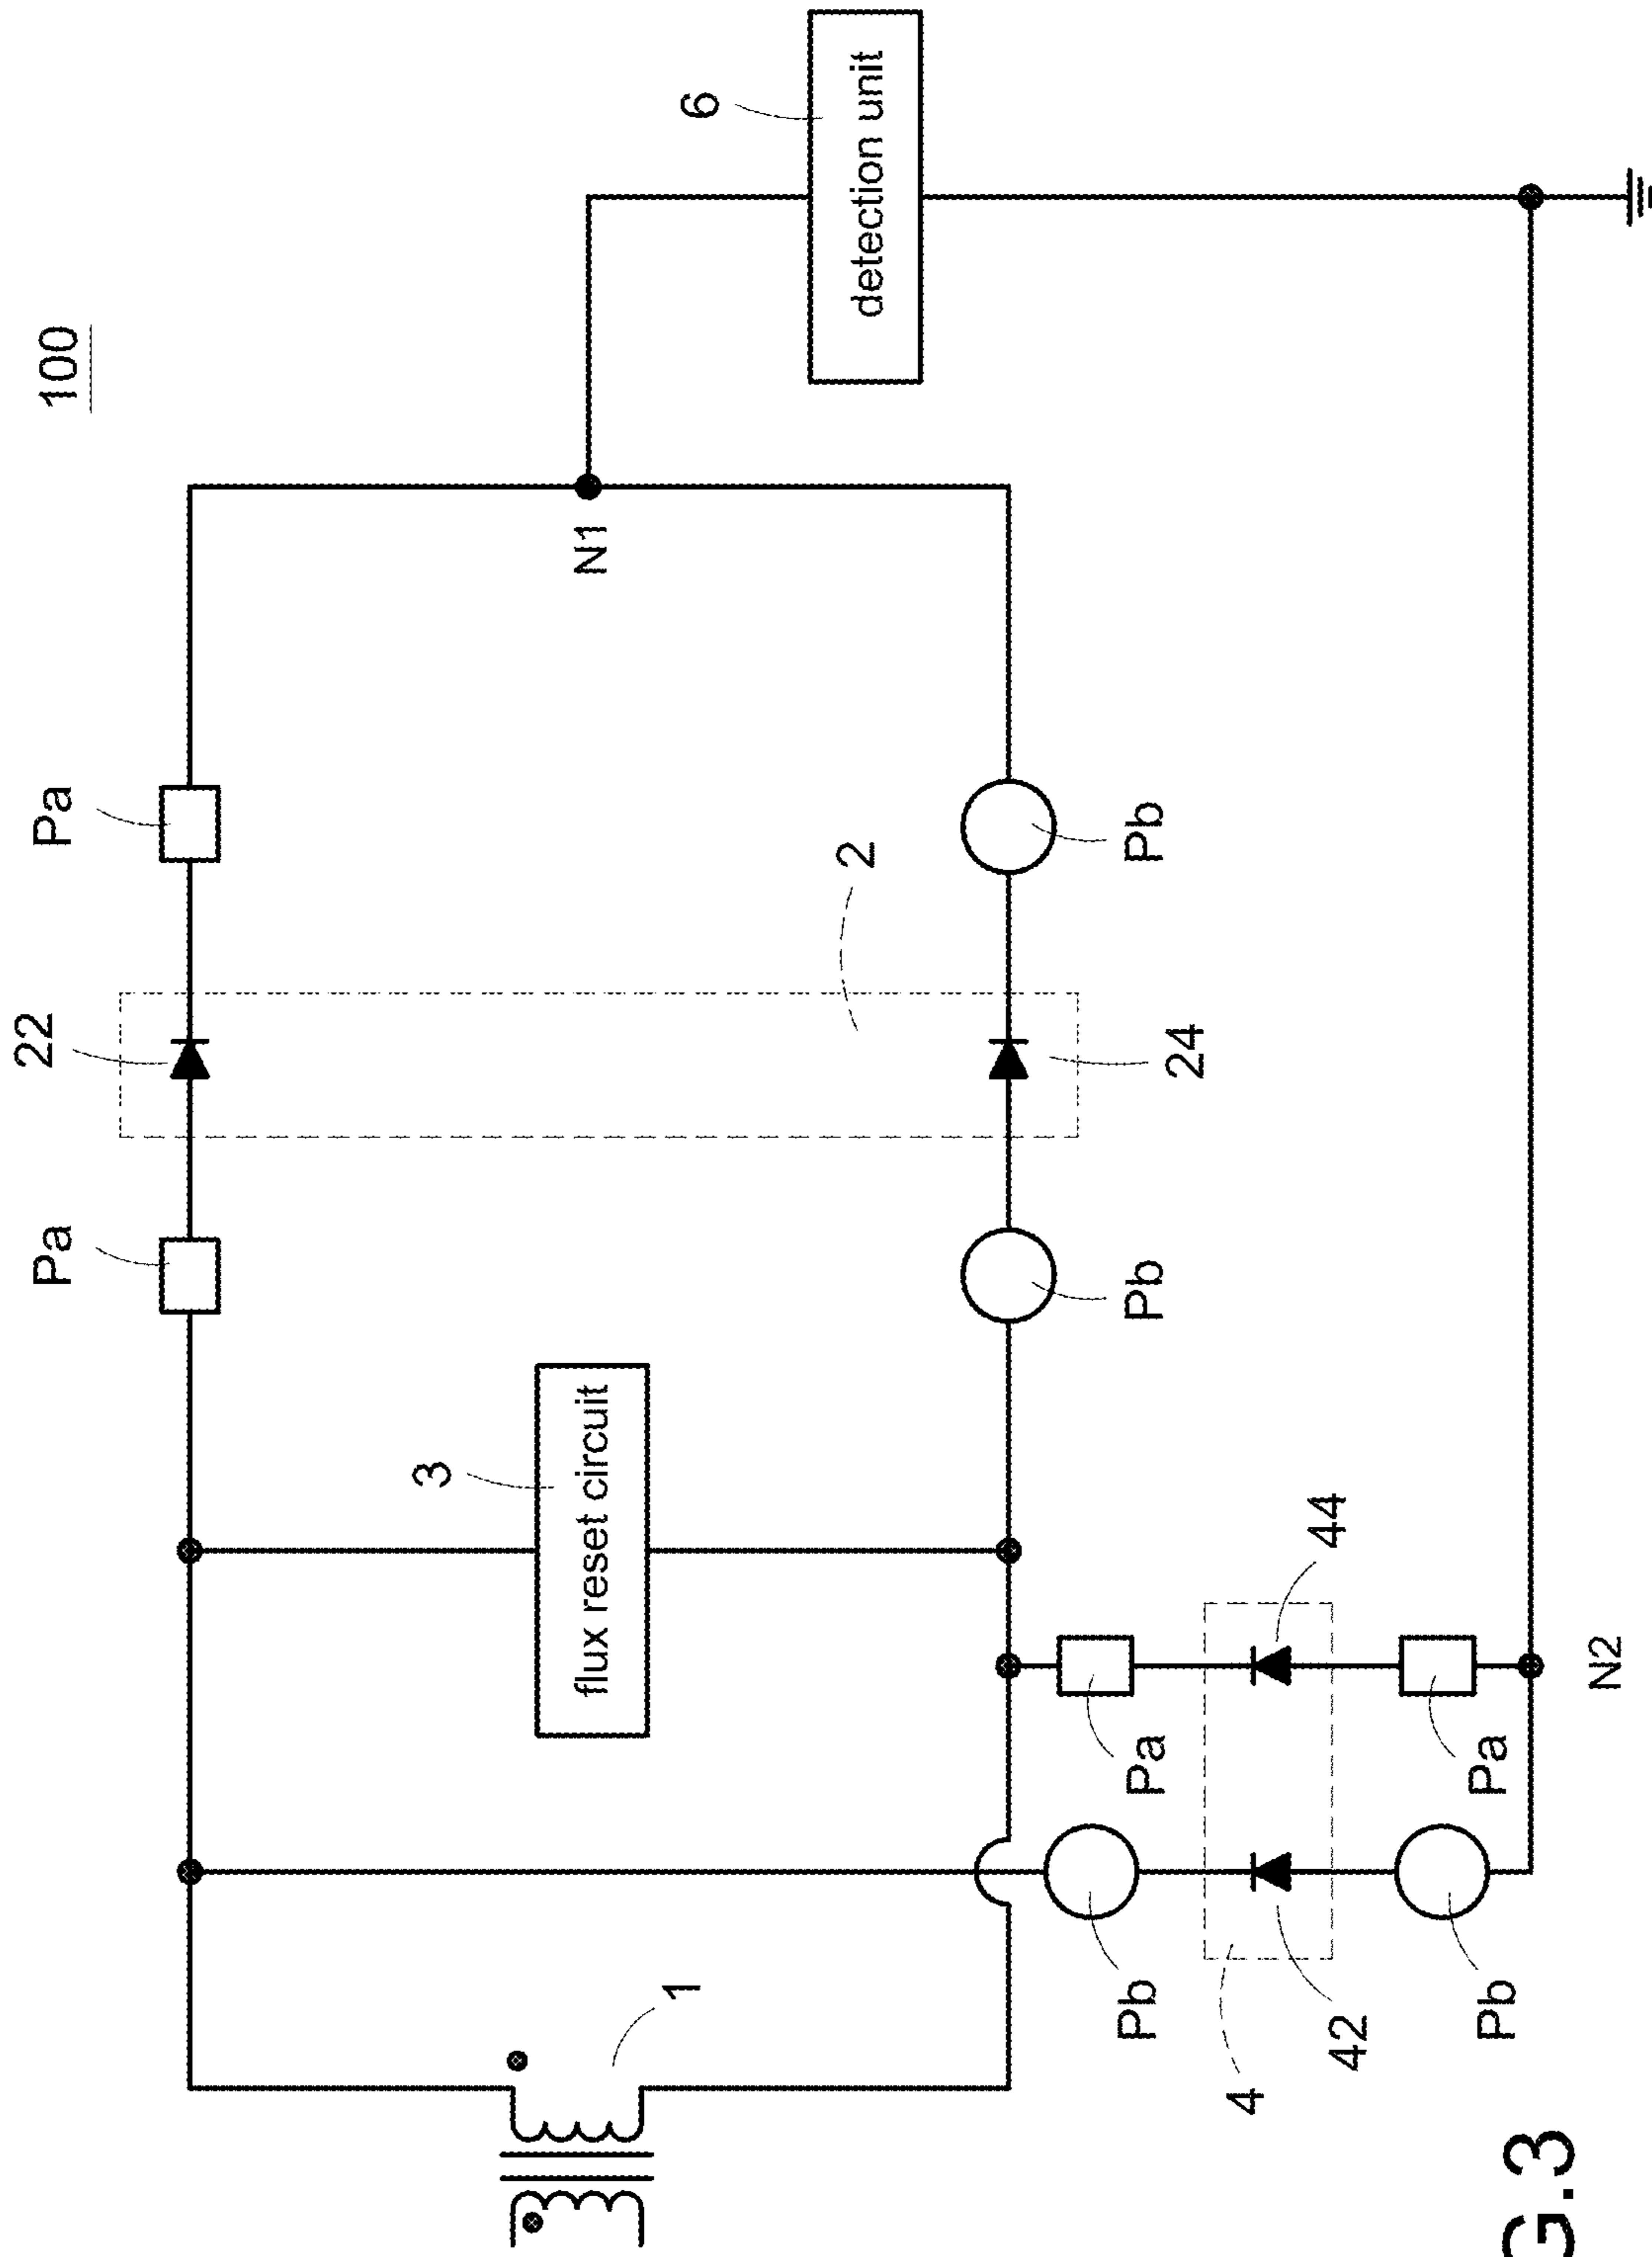 100
22
Pa
Pa
3
flux reset circuit
N1
6
detection unit
1
2
24
Pb
Pb
44
Pa
Pa
Pb
Pb
4
42
N2
G.3